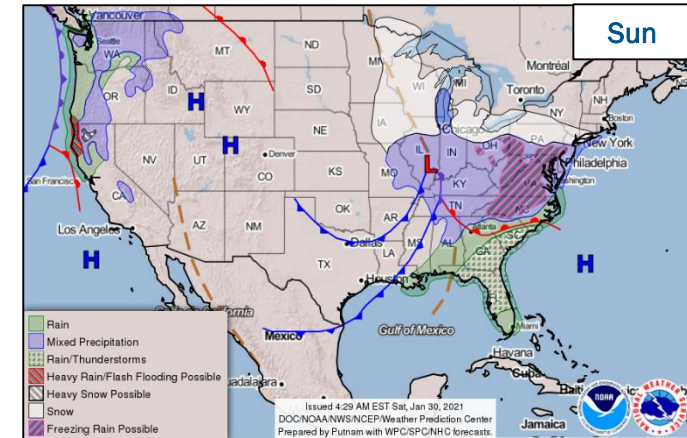 Sun
Vancouver
Seattle
WA
MT
ND
MN
Montréal
OR
ID
WI
MI
Toronto
NH
SD
WY
NY
Boston
IA
Chicago
PA
New York
NE
OH
Philadelphia
H
H
NV
UT
Denver
IL
IN
CO
KS
MO
L
KY
Washington
San Francisco
CA
OK
TN
NC
Los Angeles
AZ
NM
AR
Atlanta
SC
H
Dallas
MS
AL
GA
H
TX
LA
Houston
FL
Gulf of Mexico
Miami
Mexico
Havana
Cuba
Jamaica
Rain
Mixed Precipitation
Rain/Thunderstorms
Heavy Rain/Flash Flooding Possible
Heavy Snow Possible
Snow
Freezing Rain Possible
Issued 4:29 AM EST Sat, Jan 30, 2021
DOC/NOAA/NWS/NCEP/Weather Prediction Center
Prepared by Putnam with WPC/SPC/NHC forecasts.
NOAA
NATIONAL WEATHER SERVICE